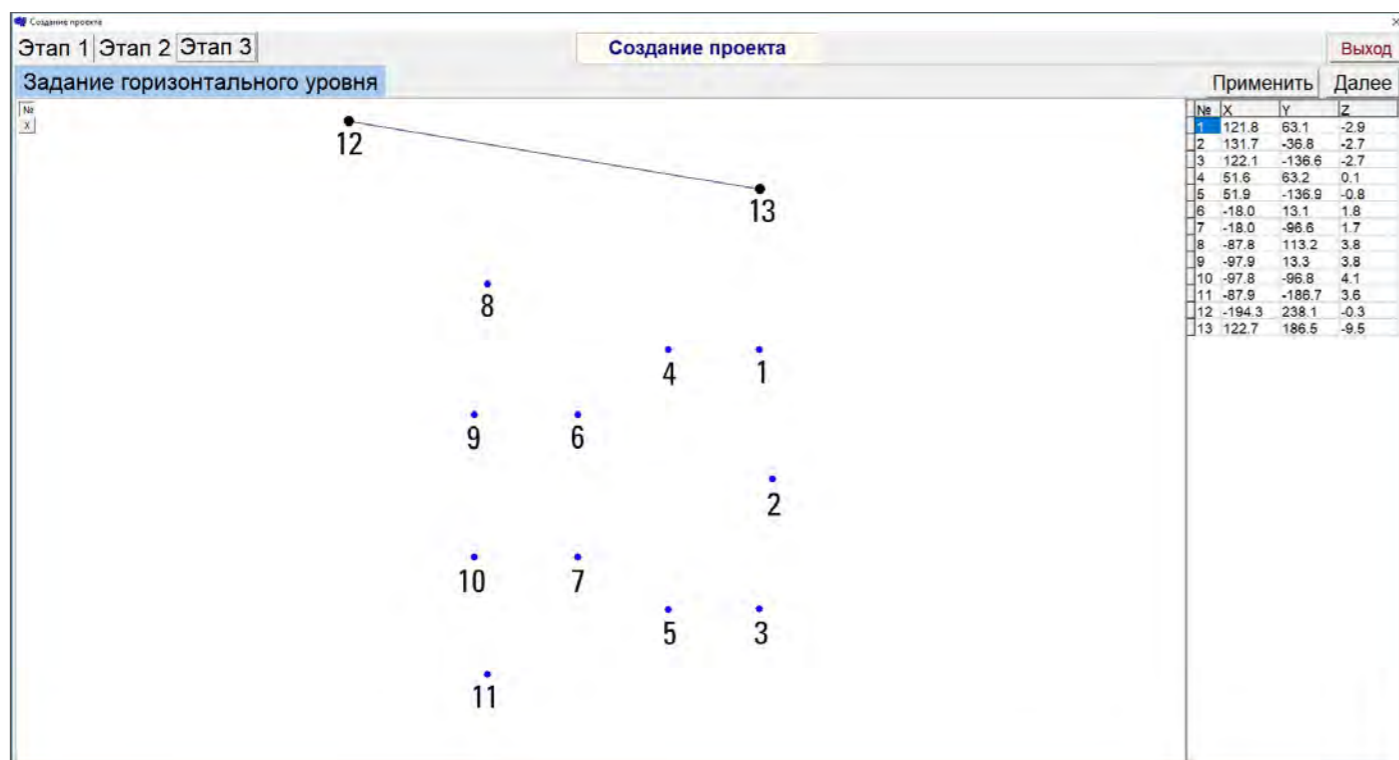 Создание проекта
Этап 1 Этап 2 Этап 3 Создание проекта Выход
Задание горизонтального уровня Применить Далее
№
X
12
13
8
4 1
9 6
2
10 7
5 3
11
№ X Y Z
1 121.8 63.1 -2.9
2 131.7 -36.8 -2.7
3 122.1 -136.6 -2.7
4 51.6 63.2 0.1
5 51.9 -136.9 -0.8
6 -18.0 13.1 1.8
7 -18.0 -96.6 1.7
8 -87.8 113.2 3.8
9 -97.9 13.3 3.8
10 -97.8 -96.8 4.1
11 -87.9 -186.7 3.6
12 -194.3 238.1 -0.3
13 122.7 186.5 -9.5